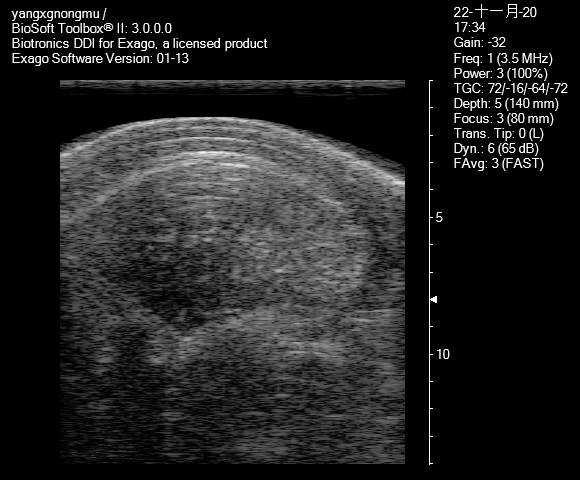 yangxgnongmu /
BioSoft Toolbox® II: 3.0.0.0
Biotronics DDI for Exago, a licensed product
Exago Software Version: 01-13
22-十一月-20
17:34
Gain: -32
Freq: 1 (3.5 MHz)
Power: 3 (100%)
TGC: 72/-16/-64/-72
Depth: 5 (140 mm)
Focus: 3 (80 mm)
Trans. Tip: 0 (L)
Dyn.: 6 (65 dB)
FAvg: 3 (FAST)
5
10